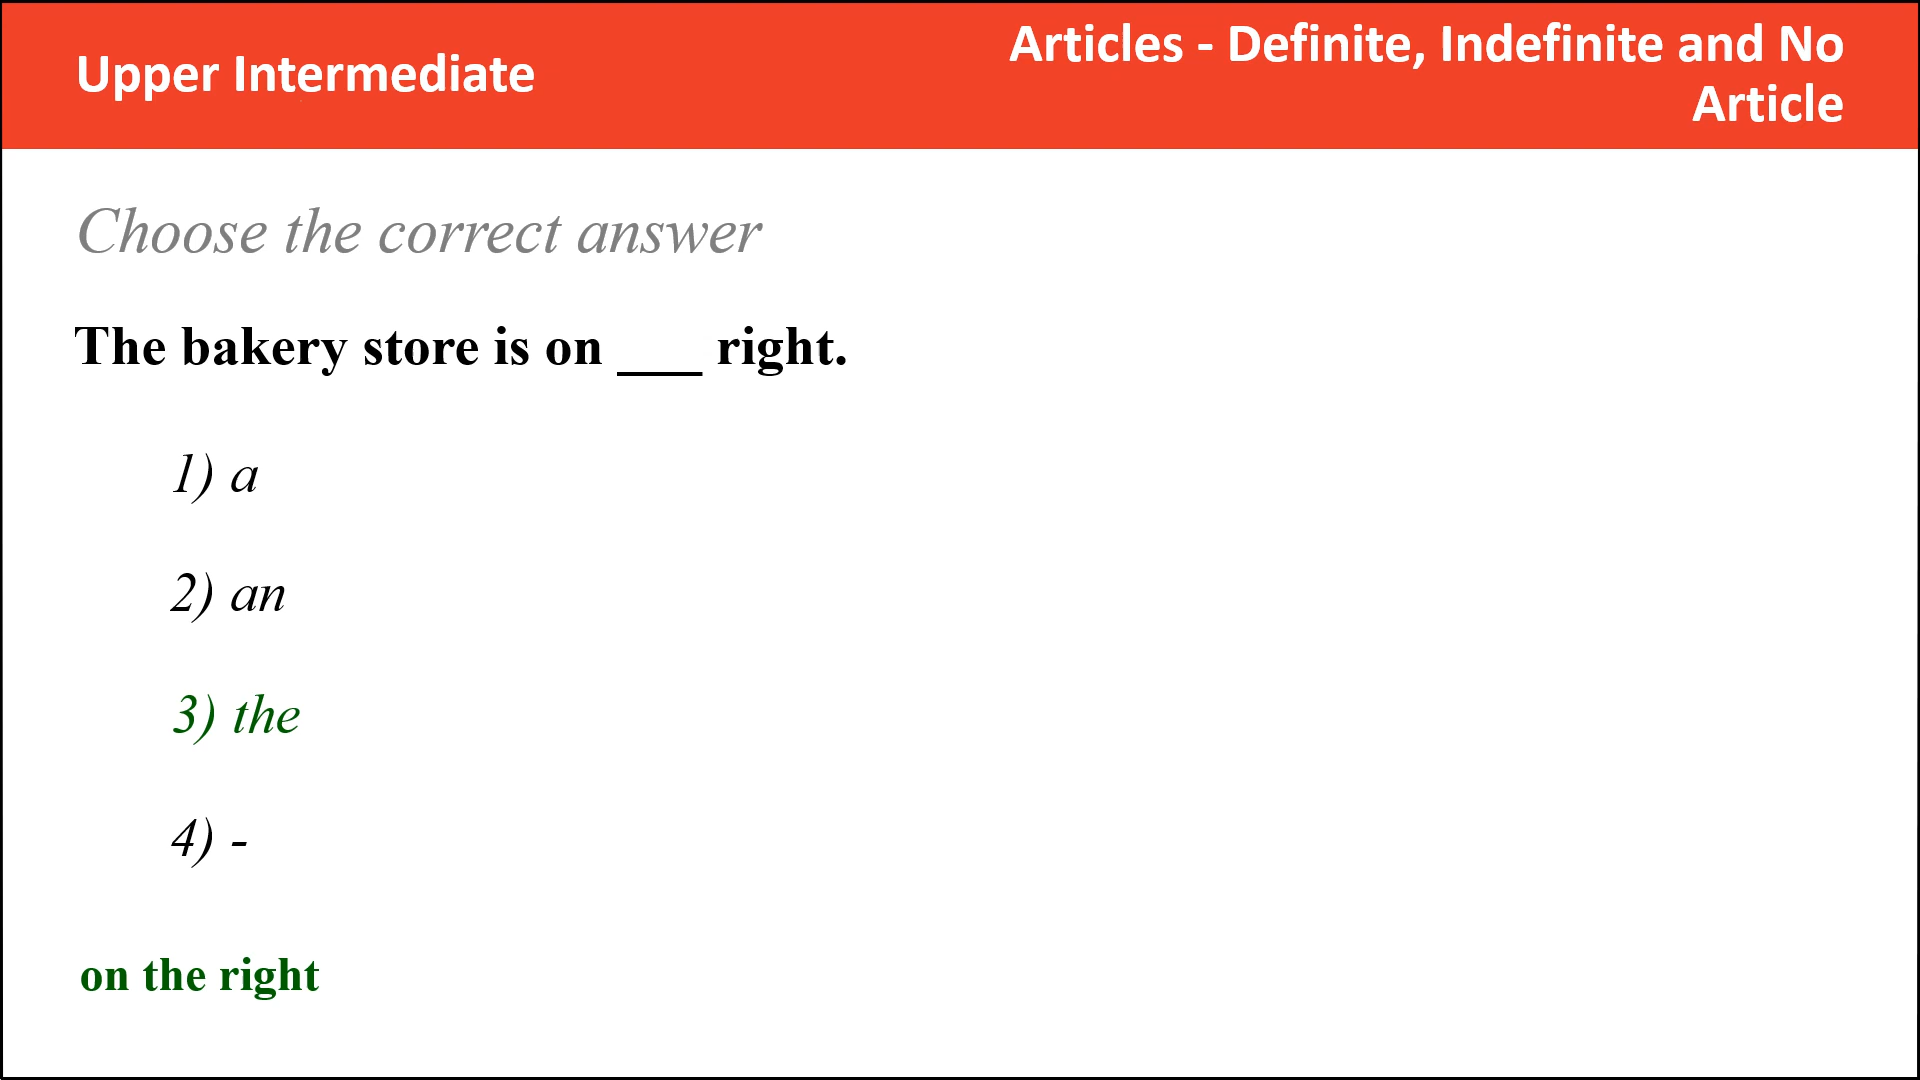 Upper Intermediate
Articles - Definite, Indefinite and No
Article
Choose the correct answer
The bakery store is on ___ right.
1) a
2) an
3) the
4) -
on the right